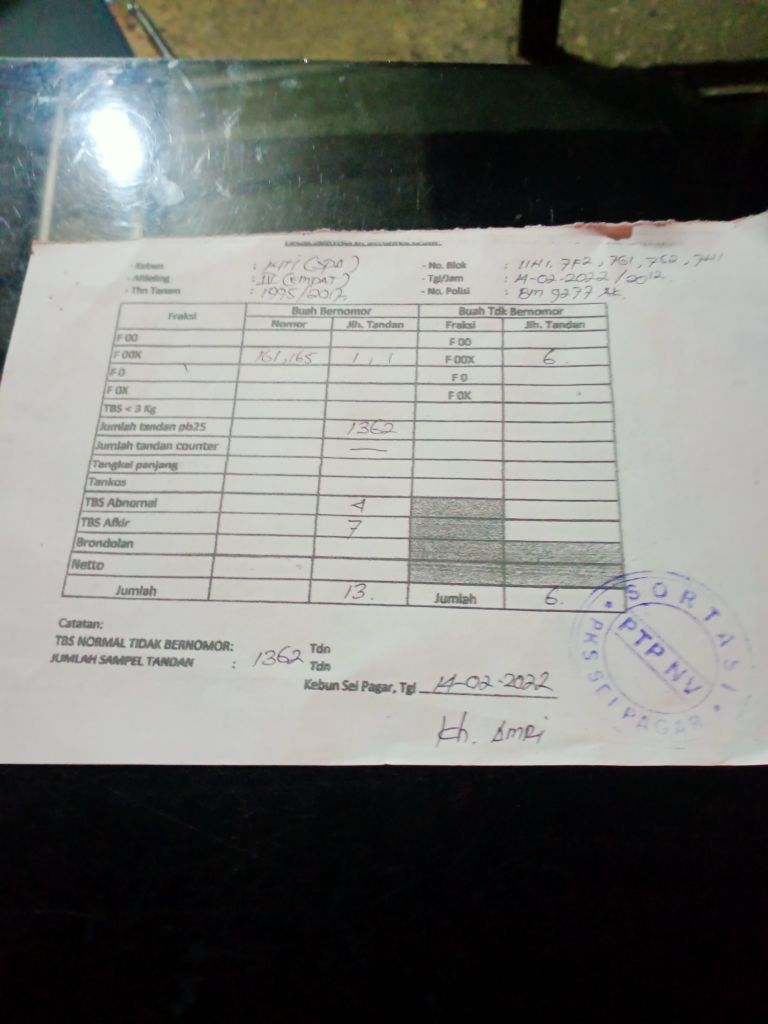 - Kebun : INTI (SPA) - No. Blok : 11H1, 7F2, 7G1, 7G2, 7H1
- Afdeling : IV (EMPAT) - Tgl/Jam : 14-02-2022 /
- Thn Tanam : 1995/2012 - No. Polisi : BM 9277
Fraksi Buah Bernomor Buah Tdk Bernomor
Nomor Jlh. Tandan Fraksi Jlh. Tandan
F 00 F 00
F 00X 161,165 1, 1 F 00X 6
F 0 F 0
F 0X F 0X
TBS < 3 Kg
Jumlah tandan pb25 1362
Jumlah tandan counter —
Tangkai panjang
Tankos
TBS Abnormal 4
TBS Afkir 7
Brondolan
Netto
Jumlah 13. Jumlah 6.
Catatan:
TBS NORMAL TIDAK BERNOMOR: Tdn
JUMLAH SAMPEL TANDAN : 1362 Tdn
Kebun Sei Pagar, Tgl 14-02-2022
Kh. AMRI
SORTASI
PTP NV
PKS SEI PAGAR